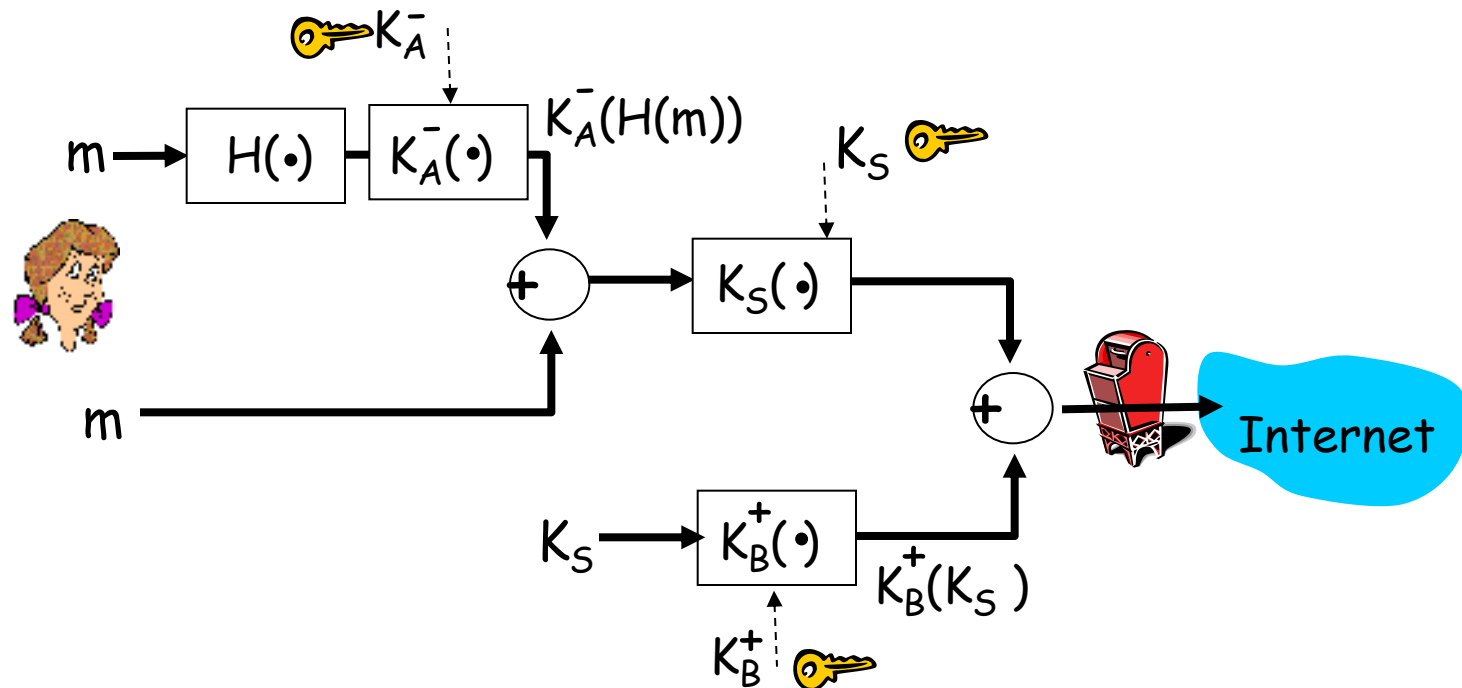 K_A^-
m
H(•)
K_A^-(•)
K_A^-(H(m))
K_S
+
K_S(•)
m
+
Internet
K_S
K_B^+(•)
K_B^+(K_S )
K_B^+